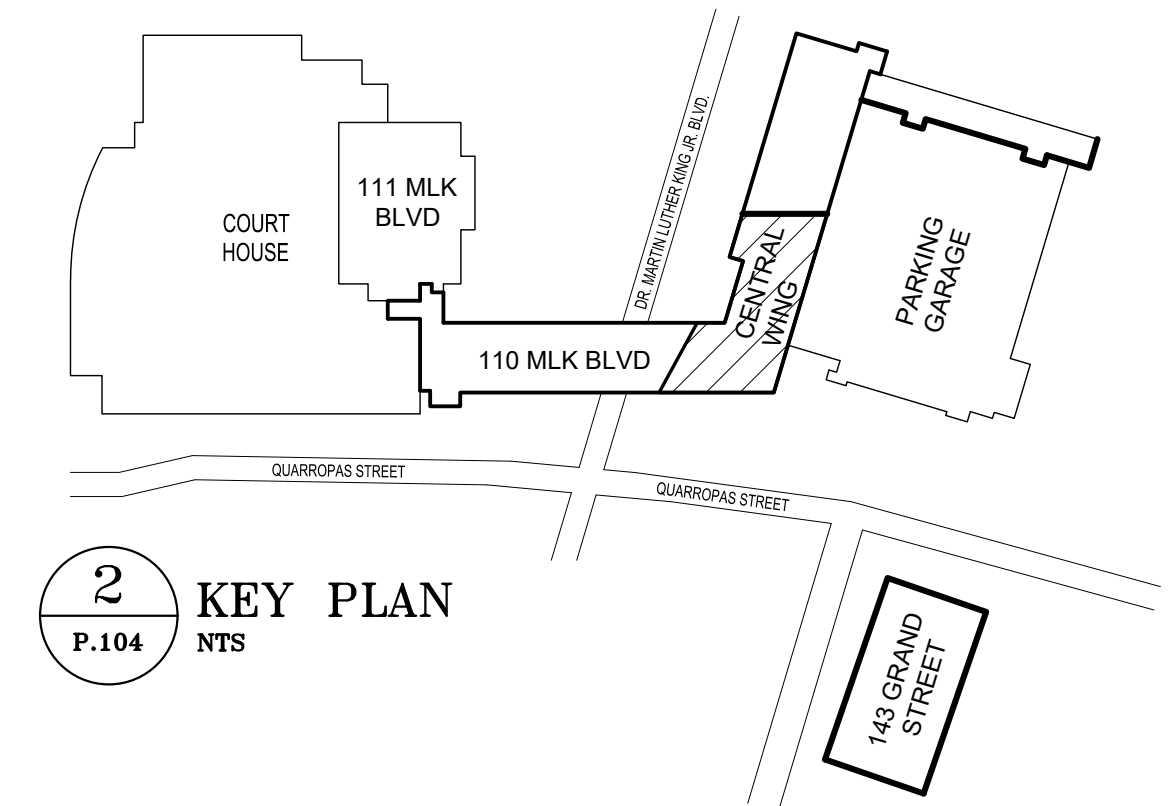 COURT
HOUSE
111 MLK
BLVD
DR. MARTIN LUTHER KING JR. BLVD.
CENTRAL
WING
PARKING
GARAGE
110 MLK BLVD
QUARROPAS STREET
QUARROPAS STREET
2
P.104
KEY PLAN
NTS
143 GRAND
STREET